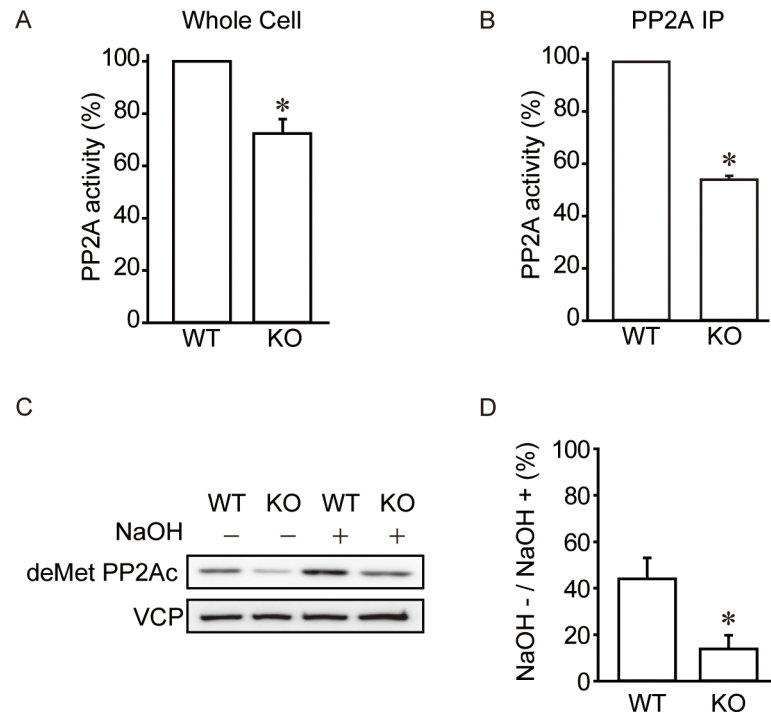 A
Whole Cell
PP2A activity (%)
100
80
60
40
20
0
*
WT KO
B
PP2A IP
PP2A activity (%)
100
80
60
40
20
0
*
WT KO
C
WT KO WT KO
NaOH − − + +
deMet PP2Ac
VCP
D
NaOH - / NaOH + (%)
100
80
60
40
20
0
*
WT KO